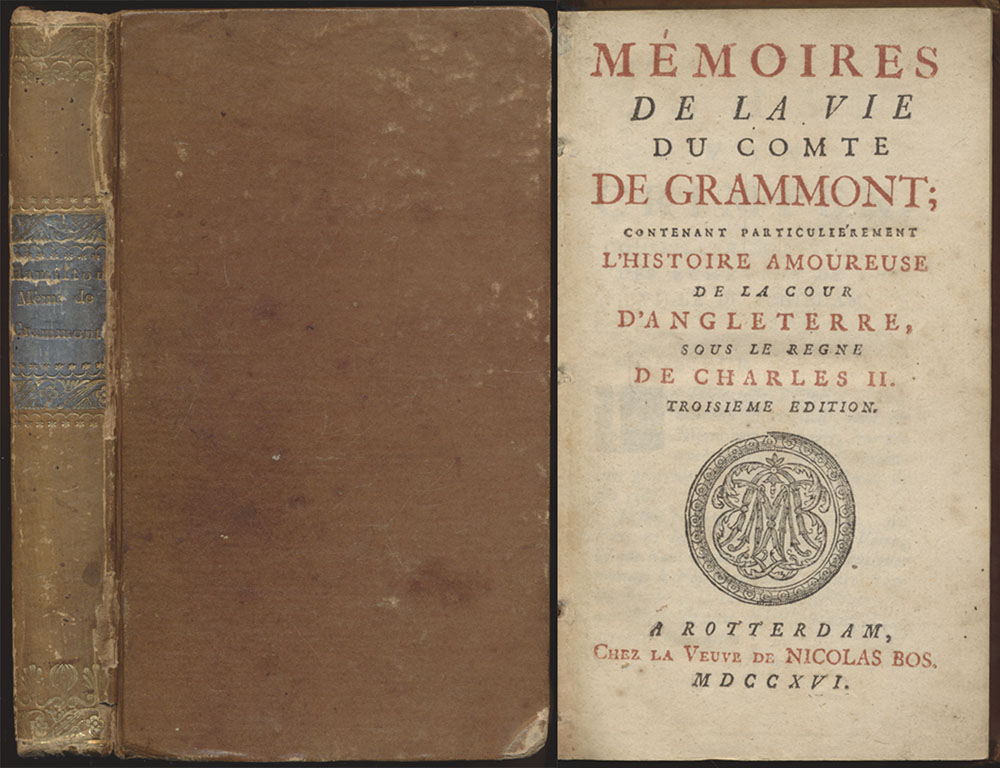 Hamilton
Mém. de
Grammond
MÉMOIRES
DE LA VIE
DU COMTE
DE GRAMMONT;
CONTENANT PARTICULIÉREMENT
L'HISTOIRE AMOUREUSE
DE LA COUR
D'ANGLETERRE,
SOUS LE REGNE
DE CHARLES II.
TROISIEME EDITION.
A ROTTERDAM,
CHEZ LA VEUVE DE NICOLAS BOS.
MDCCXVI.